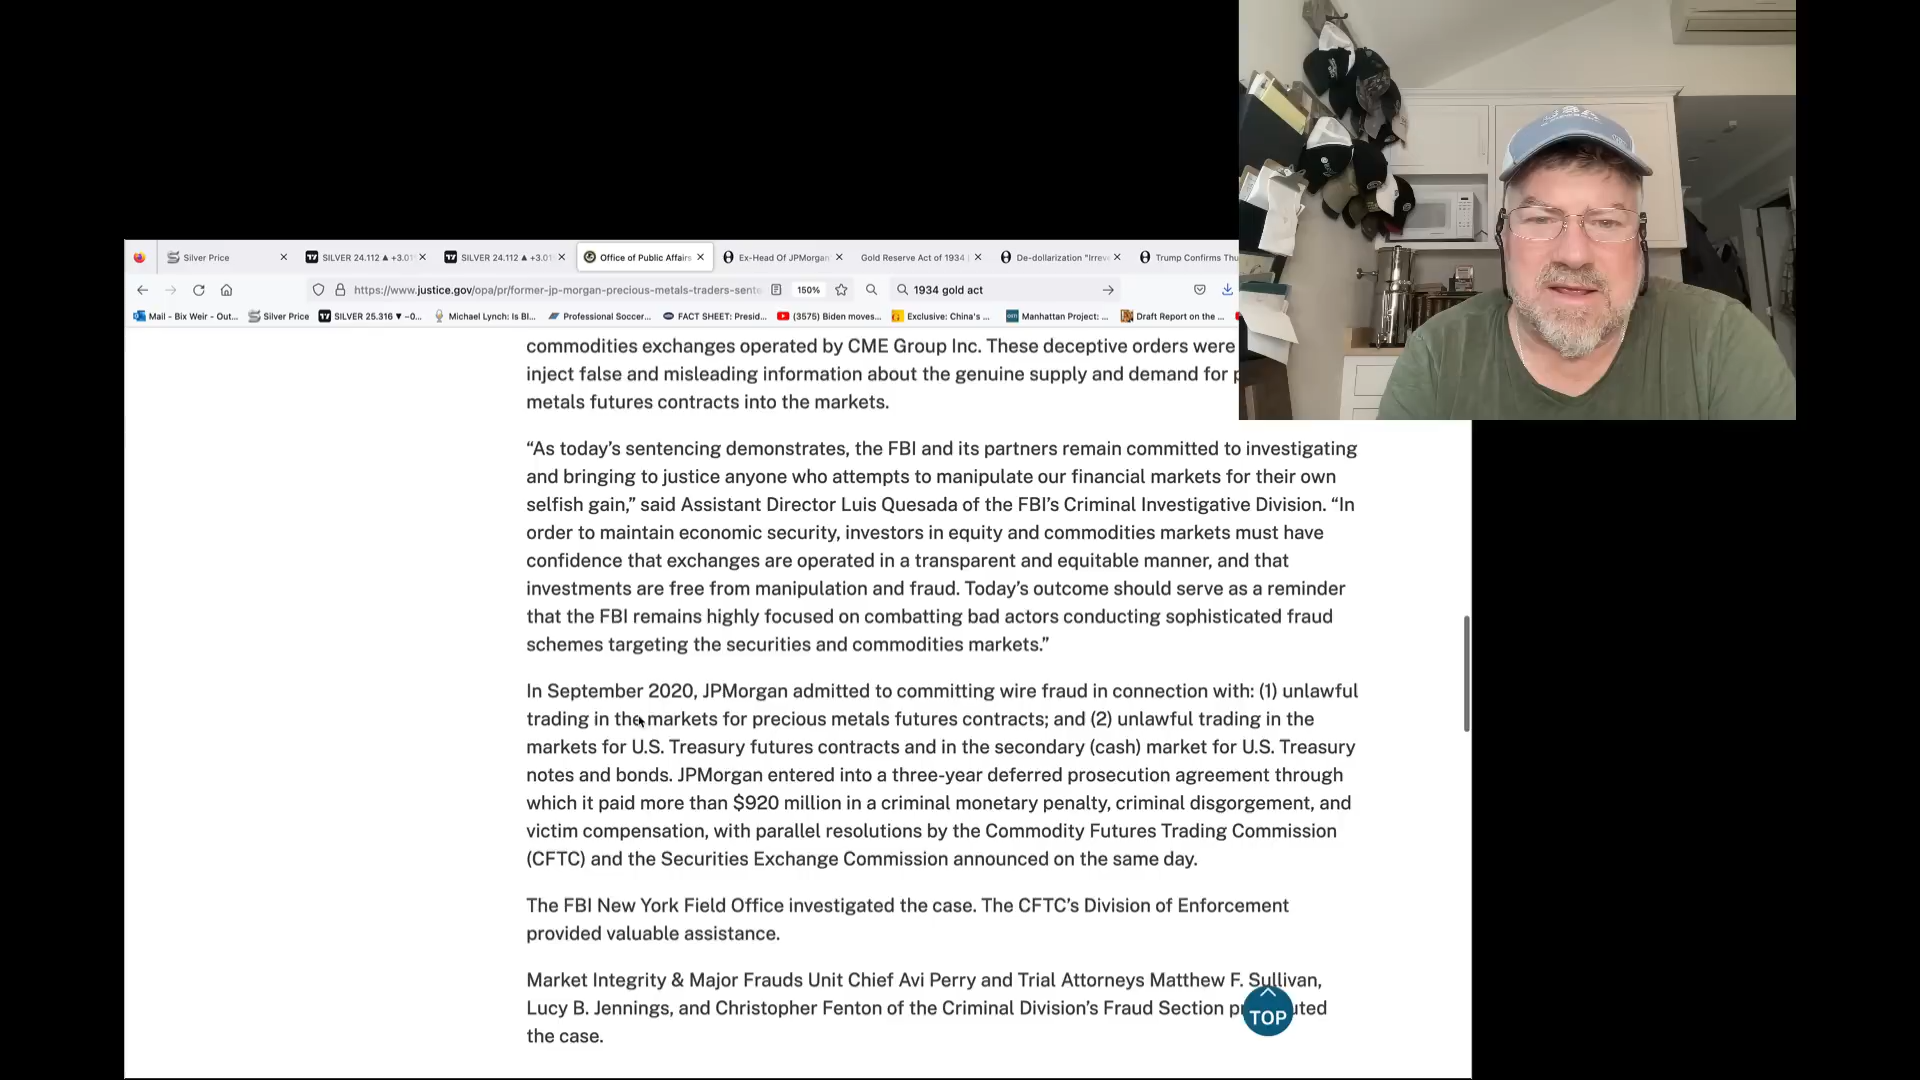 Silver Price
SILVER 24.112 ▲ +3.01
SILVER 24.112 ▲ +3.01
Office of Public Affairs
Ex-Head Of JPMorgan
Gold Reserve Act of 1934
De-dollarization "Irrev
Trump Confirms Thu
https://www.justice.gov/opa/pr/former-jp-morgan-precious-metals-traders-sente
150%
1934 gold act
Mail - Bix Weir - Out...
Silver Price
SILVER 25.316 ▼ −0...
Michael Lynch: Is Bl...
Professional Soccer...
FACT SHEET: Presid...
(3575) Biden moves...
Exclusive: China's ...
Manhattan Project: ...
Draft Report on the ...
commodities exchanges operated by CME Group Inc. These deceptive orders were
inject false and misleading information about the genuine supply and demand for p
metals futures contracts into the markets.
“As today’s sentencing demonstrates, the FBI and its partners remain committed to investigating
and bringing to justice anyone who attempts to manipulate our financial markets for their own
selfish gain,” said Assistant Director Luis Quesada of the FBI’s Criminal Investigative Division. “In
order to maintain economic security, investors in equity and commodities markets must have
confidence that exchanges are operated in a transparent and equitable manner, and that
investments are free from manipulation and fraud. Today’s outcome should serve as a reminder
that the FBI remains highly focused on combatting bad actors conducting sophisticated fraud
schemes targeting the securities and commodities markets.”
In September 2020, JPMorgan admitted to committing wire fraud in connection with: (1) unlawful
trading in the markets for precious metals futures contracts; and (2) unlawful trading in the
markets for U.S. Treasury futures contracts and in the secondary (cash) market for U.S. Treasury
notes and bonds. JPMorgan entered into a three-year deferred prosecution agreement through
which it paid more than $920 million in a criminal monetary penalty, criminal disgorgement, and
victim compensation, with parallel resolutions by the Commodity Futures Trading Commission
(CFTC) and the Securities Exchange Commission announced on the same day.
The FBI New York Field Office investigated the case. The CFTC’s Division of Enforcement
provided valuable assistance.
Market Integrity & Major Frauds Unit Chief Avi Perry and Trial Attorneys Matthew F. Sullivan,
Lucy B. Jennings, and Christopher Fenton of the Criminal Division’s Fraud Section p uted
the case.
TOP